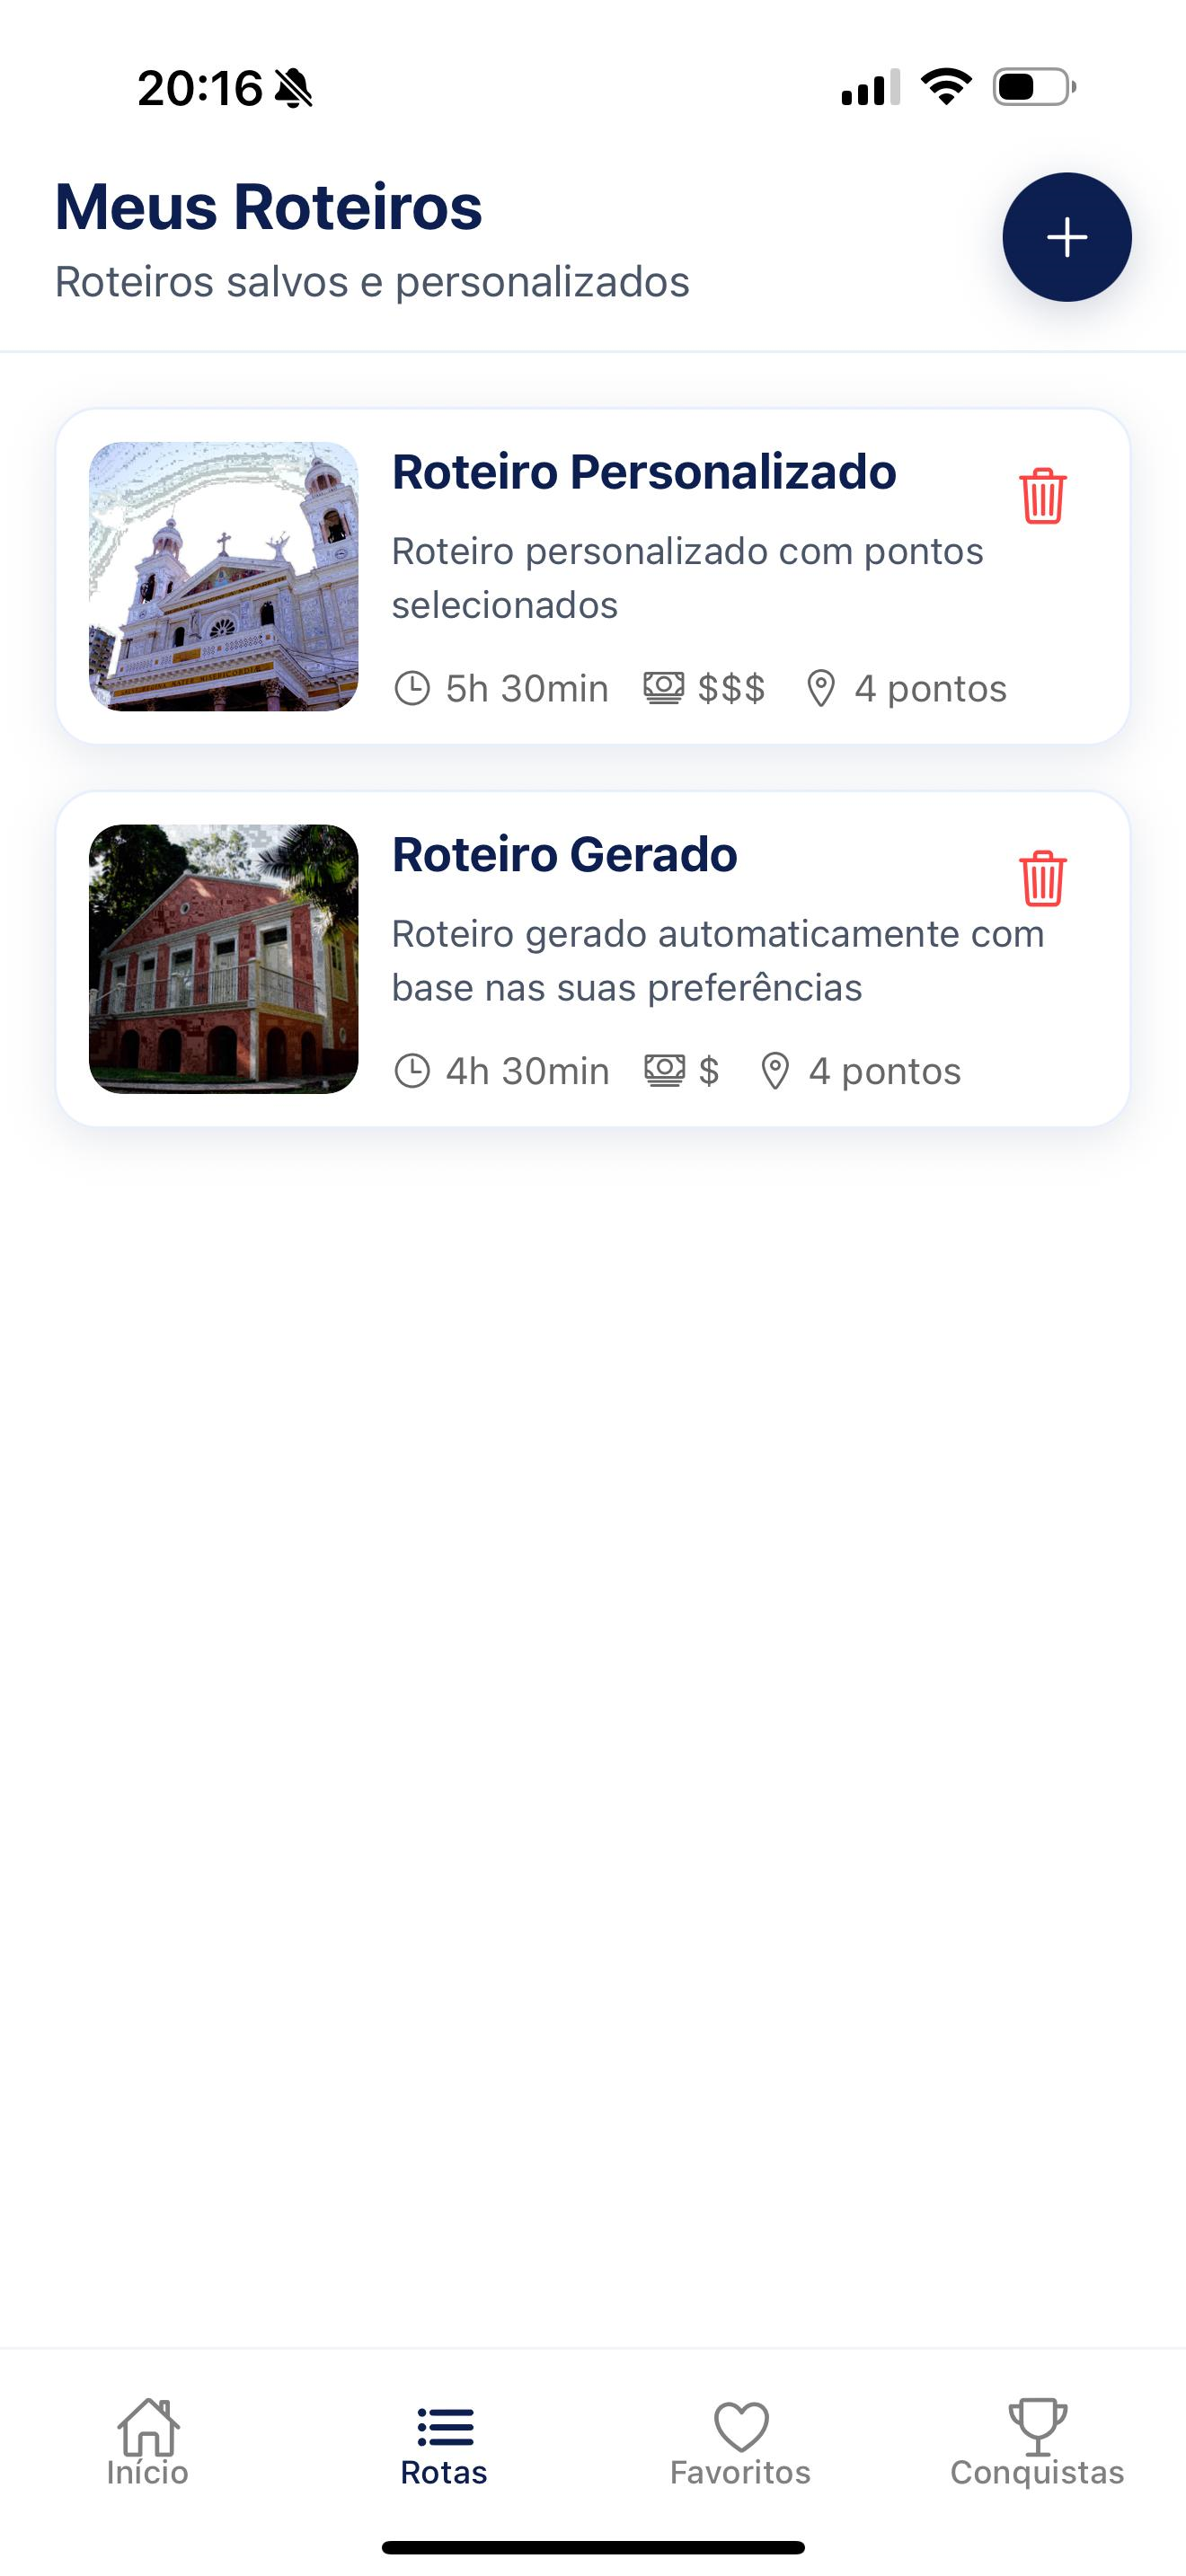 20:16
Meus Roteiros
Roteiros salvos e personalizados
Roteiro Personalizado
Roteiro personalizado com pontos
selecionados
5h 30min $$$ 4 pontos
Roteiro Gerado
Roteiro gerado automaticamente com
base nas suas preferências
4h 30min $ 4 pontos
Início Rotas Favoritos Conquistas